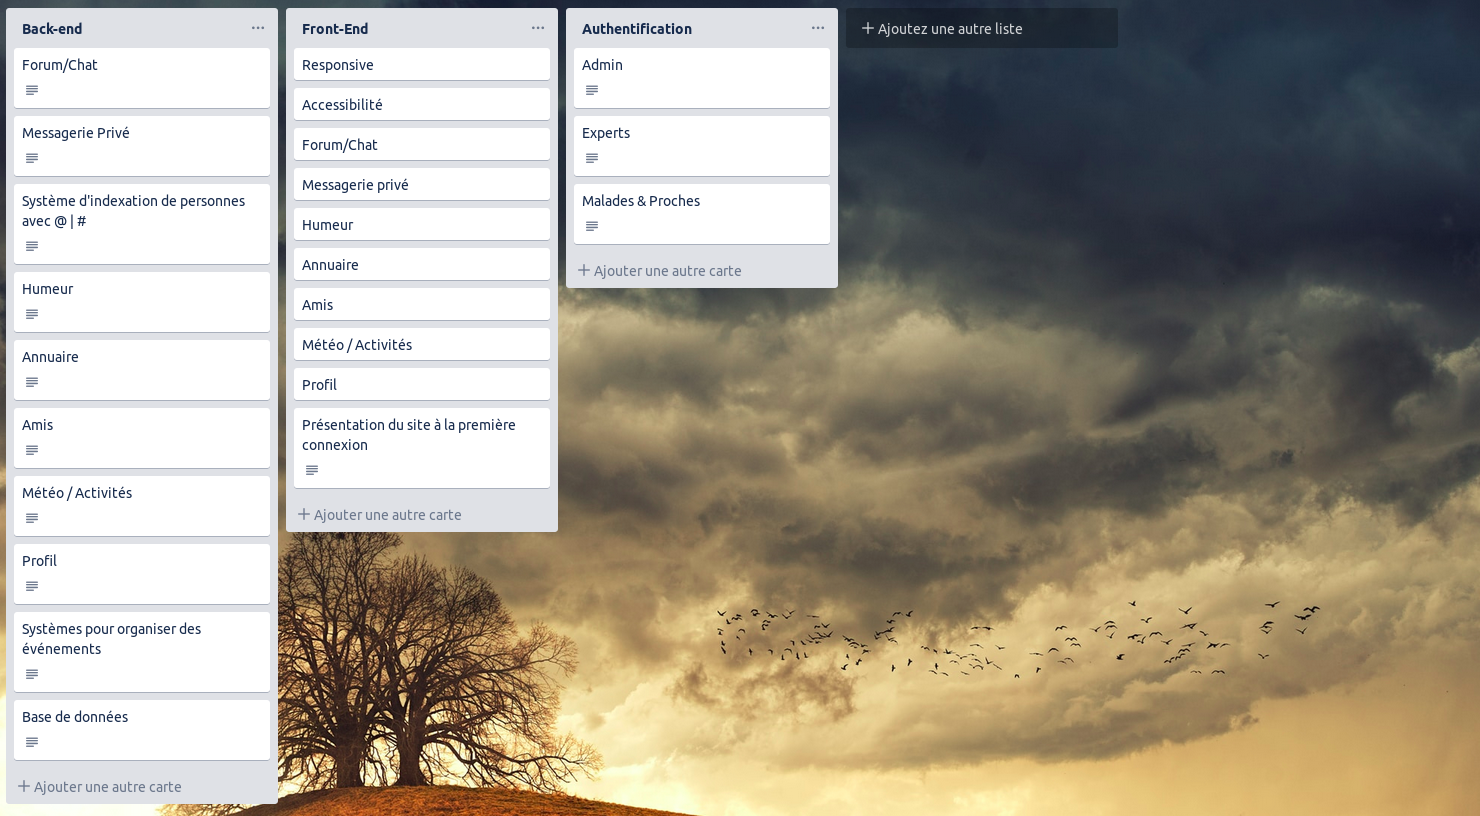 Back-end
Forum/Chat
Messagerie Privé
Système d'indexation de personnes
avec @ | #
Humeur
Annuaire
Amis
Météo / Activités
Profil
Systèmes pour organiser des
événements
Base de données
Ajouter une autre carte
Front-End
Responsive
Accessibilité
Forum/Chat
Messagerie privé
Humeur
Annuaire
Amis
Météo / Activités
Profil
Présentation du site à la première
connexion
Ajouter une autre carte
Authentification
Admin
Experts
Malades & Proches
Ajouter une autre carte
Ajoutez une autre liste